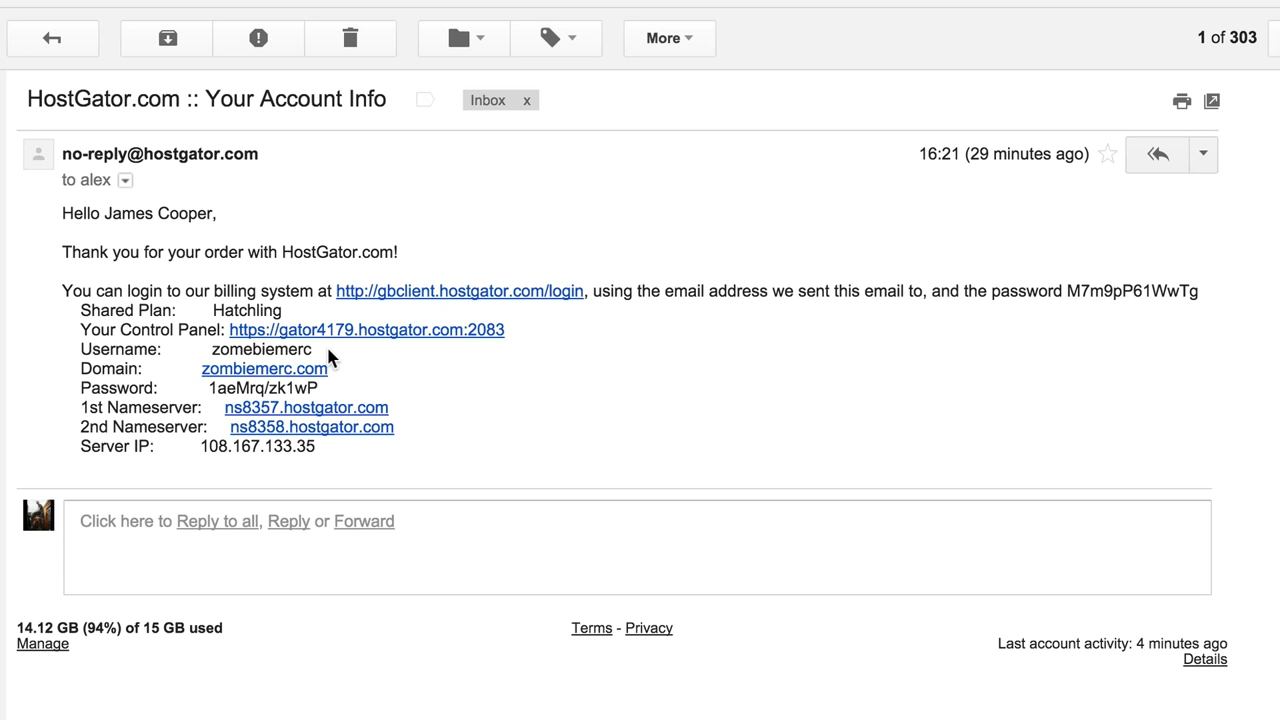 More
1 of 303
HostGator.com :: Your Account Info
Inbox x
no-reply@hostgator.com
16:21 (29 minutes ago)
to alex
Hello James Cooper,
Thank you for your order with HostGator.com!
You can login to our billing system at http://gbclient.hostgator.com/login, using the email address we sent this email to, and the password M7m9pP61WwTg
Shared Plan: Hatchling
Your Control Panel: https://gator4179.hostgator.com:2083
Username: zomebiemerc
Domain: zombiemerc.com
Password: 1aeMrq/zk1wP
1st Nameserver: ns8357.hostgator.com
2nd Nameserver: ns8358.hostgator.com
Server IP: 108.167.133.35
Click here to Reply to all, Reply or Forward
14.12 GB (94%) of 15 GB used
Manage
Terms - Privacy
Last account activity: 4 minutes ago
Details